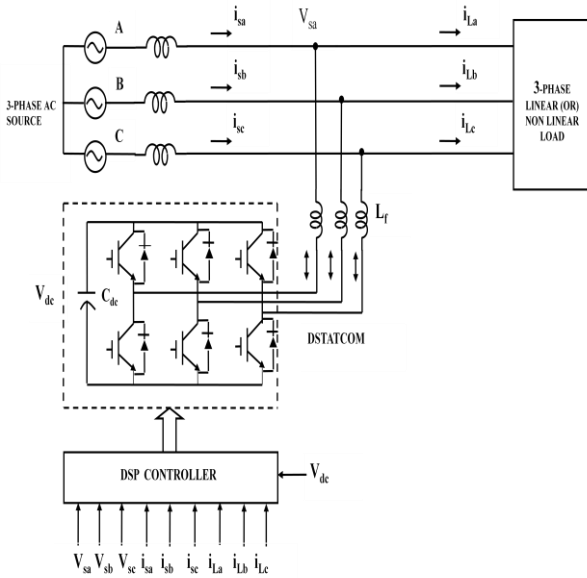 A
i_sa
V_sa
i_La
B
i_sb
i_Lb
3-PHASE AC
SOURCE
3-PHASE
LINEAR (OR)
NON LINEAR
LOAD
C
i_sc
i_Lc
L_f
V_dc
C_dc
DSTATCOM
DSP CONTROLLER
V_dc
V_sa V_sb V_sc i_sa i_sb i_sc i_La i_Lb i_Lc